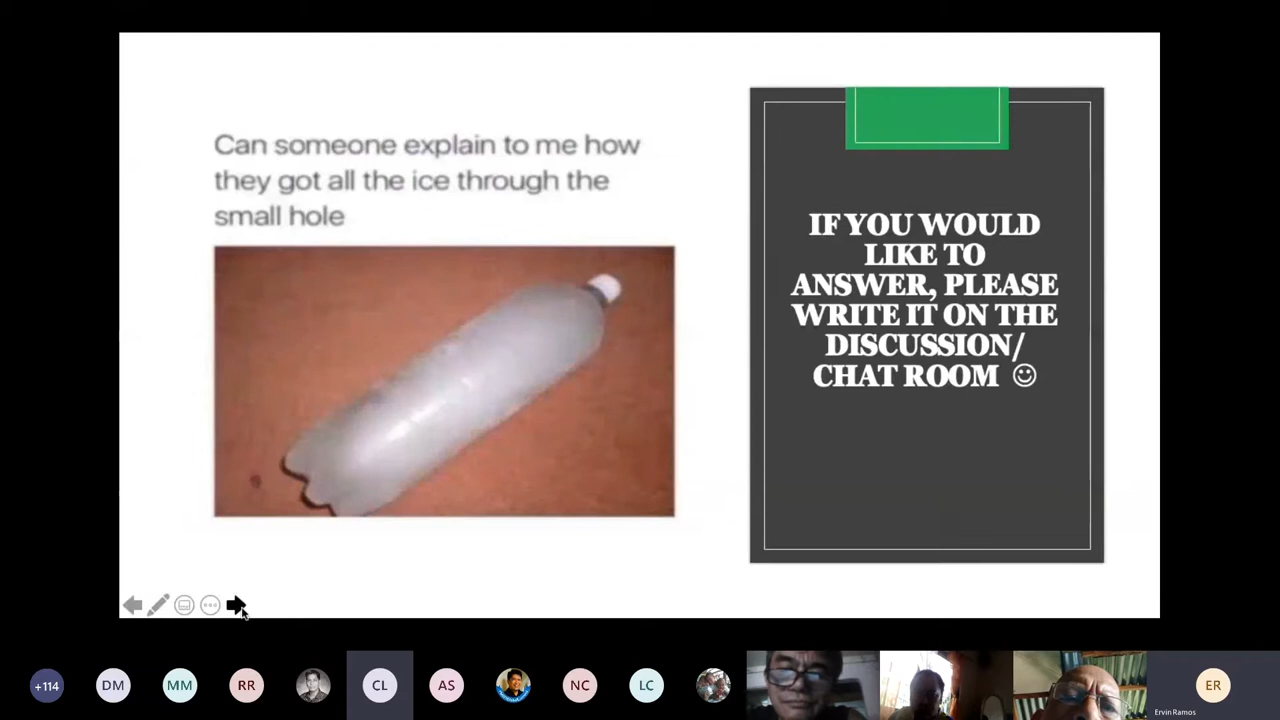 Can someone explain to me how
they got all the ice through the
small hole
IF YOU WOULD
LIKE TO
ANSWER, PLEASE
WRITE IT ON THE
DISCUSSION/
CHAT ROOM ☺
+114
DM
MM
RR
CL
AS
NC
LC
ER
Ervin Ramos